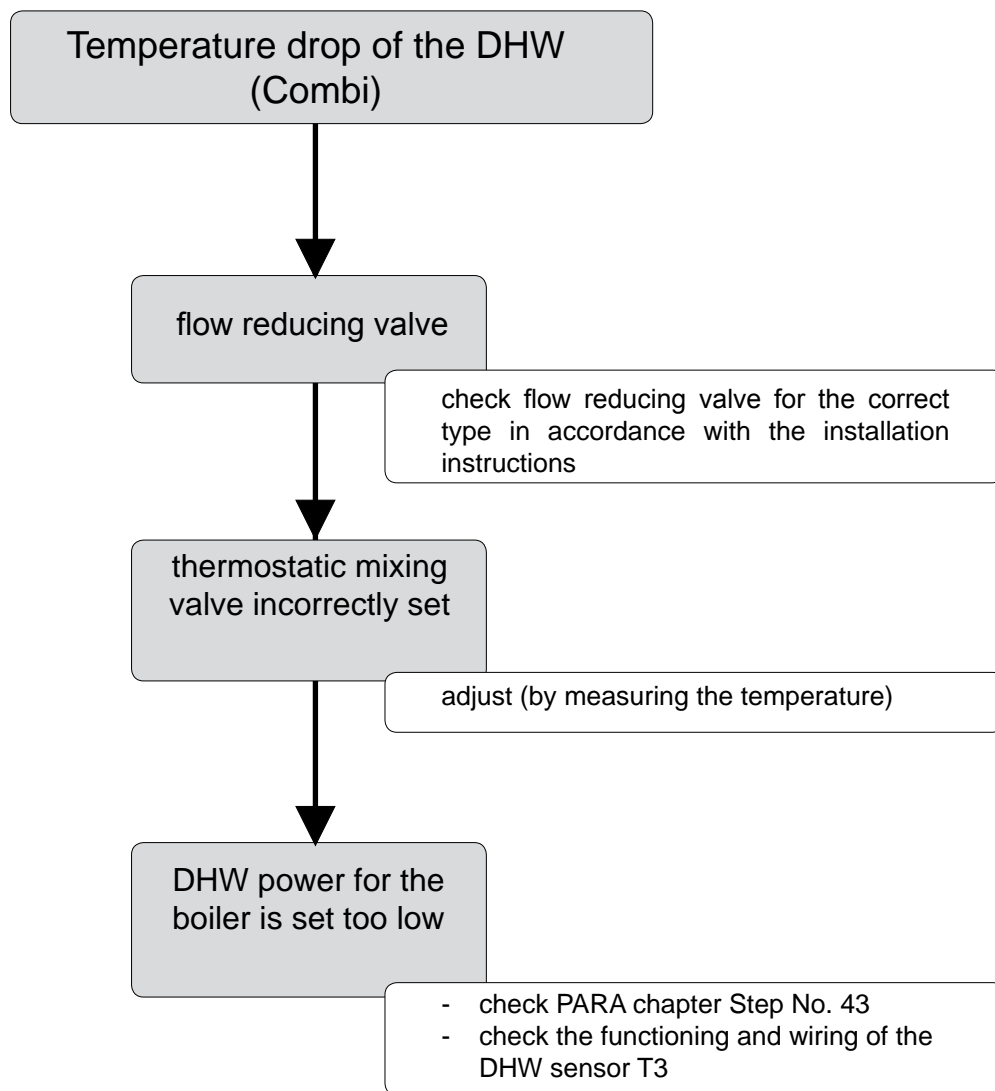 Temperature drop of the DHW
(Combi)
flow reducing valve
check flow reducing valve for the correct
type in accordance with the installation
instructions
thermostatic mixing
valve incorrectly set
adjust (by measuring the temperature)
DHW power for the
boiler is set too low
- check PARA chapter Step No. 43
- check the functioning and wiring of the
DHW sensor T3